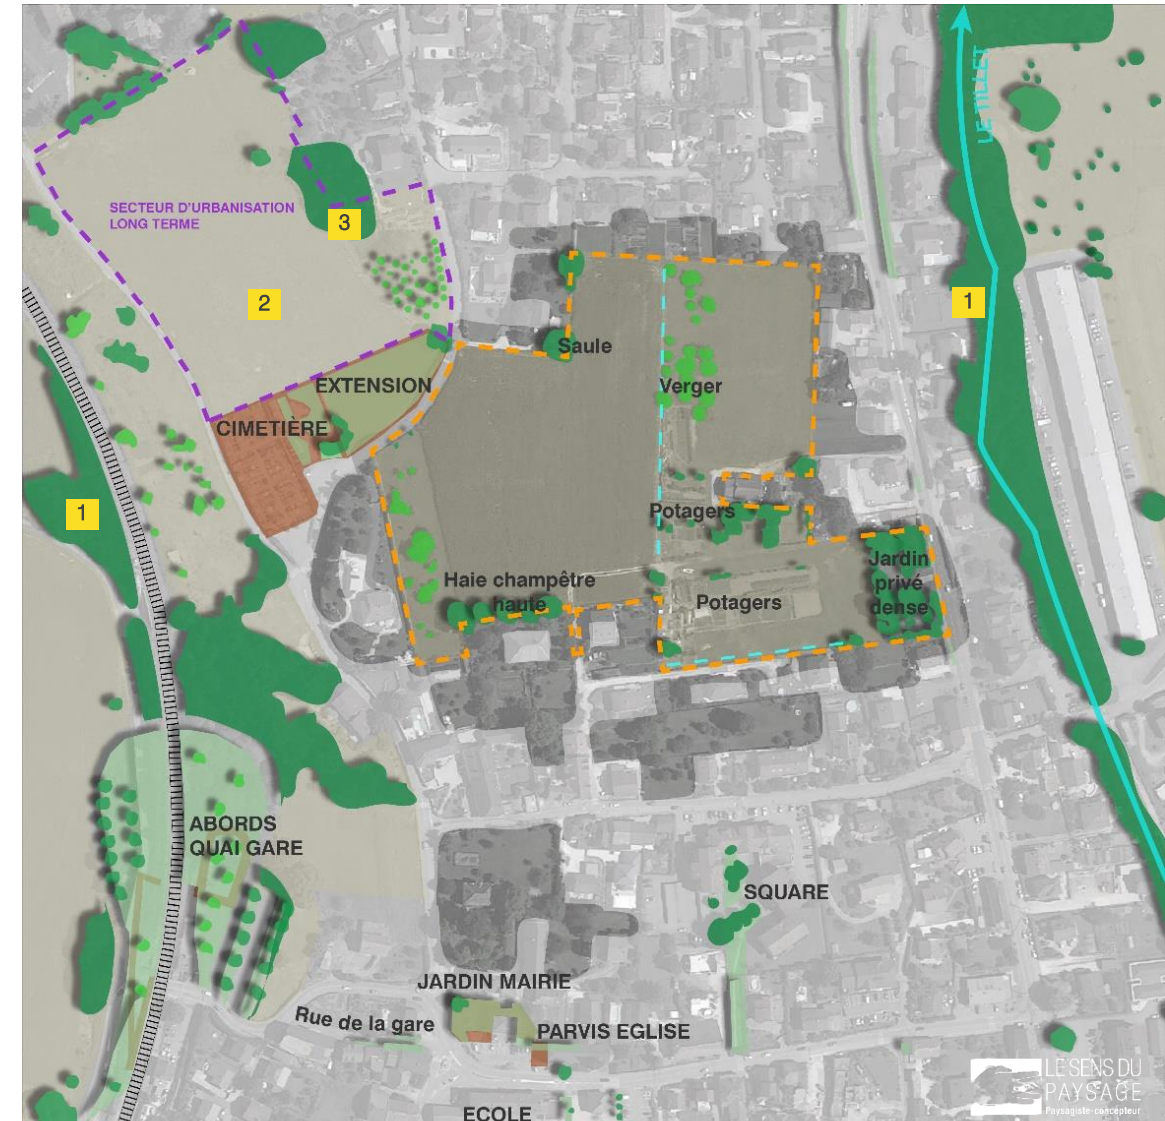 LE TILLET
SECTEUR D'URBANISATION
LONG TERME
3
2
1
Saule
EXTENSION
Verger
CIMETIÈRE
1
Potagers
Jardin
privé
dense
Haie champêtre
haute
Potagers
ABORDS
QUAI GARE
SQUARE
JARDIN MAIRIE
Rue de la gare
PARVIS EGLISE
LE SENS DU
PAYSAGE
Paysagiste-concepteur
ECOLE